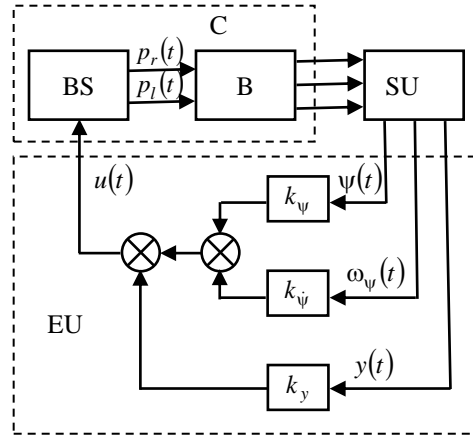 C
p_r(t)
BS
B
SU
p_l(t)
u(t)
k_ψ
ψ(t)
k_ψ̇
ω_ψ(t)
EU
k_y
y(t)